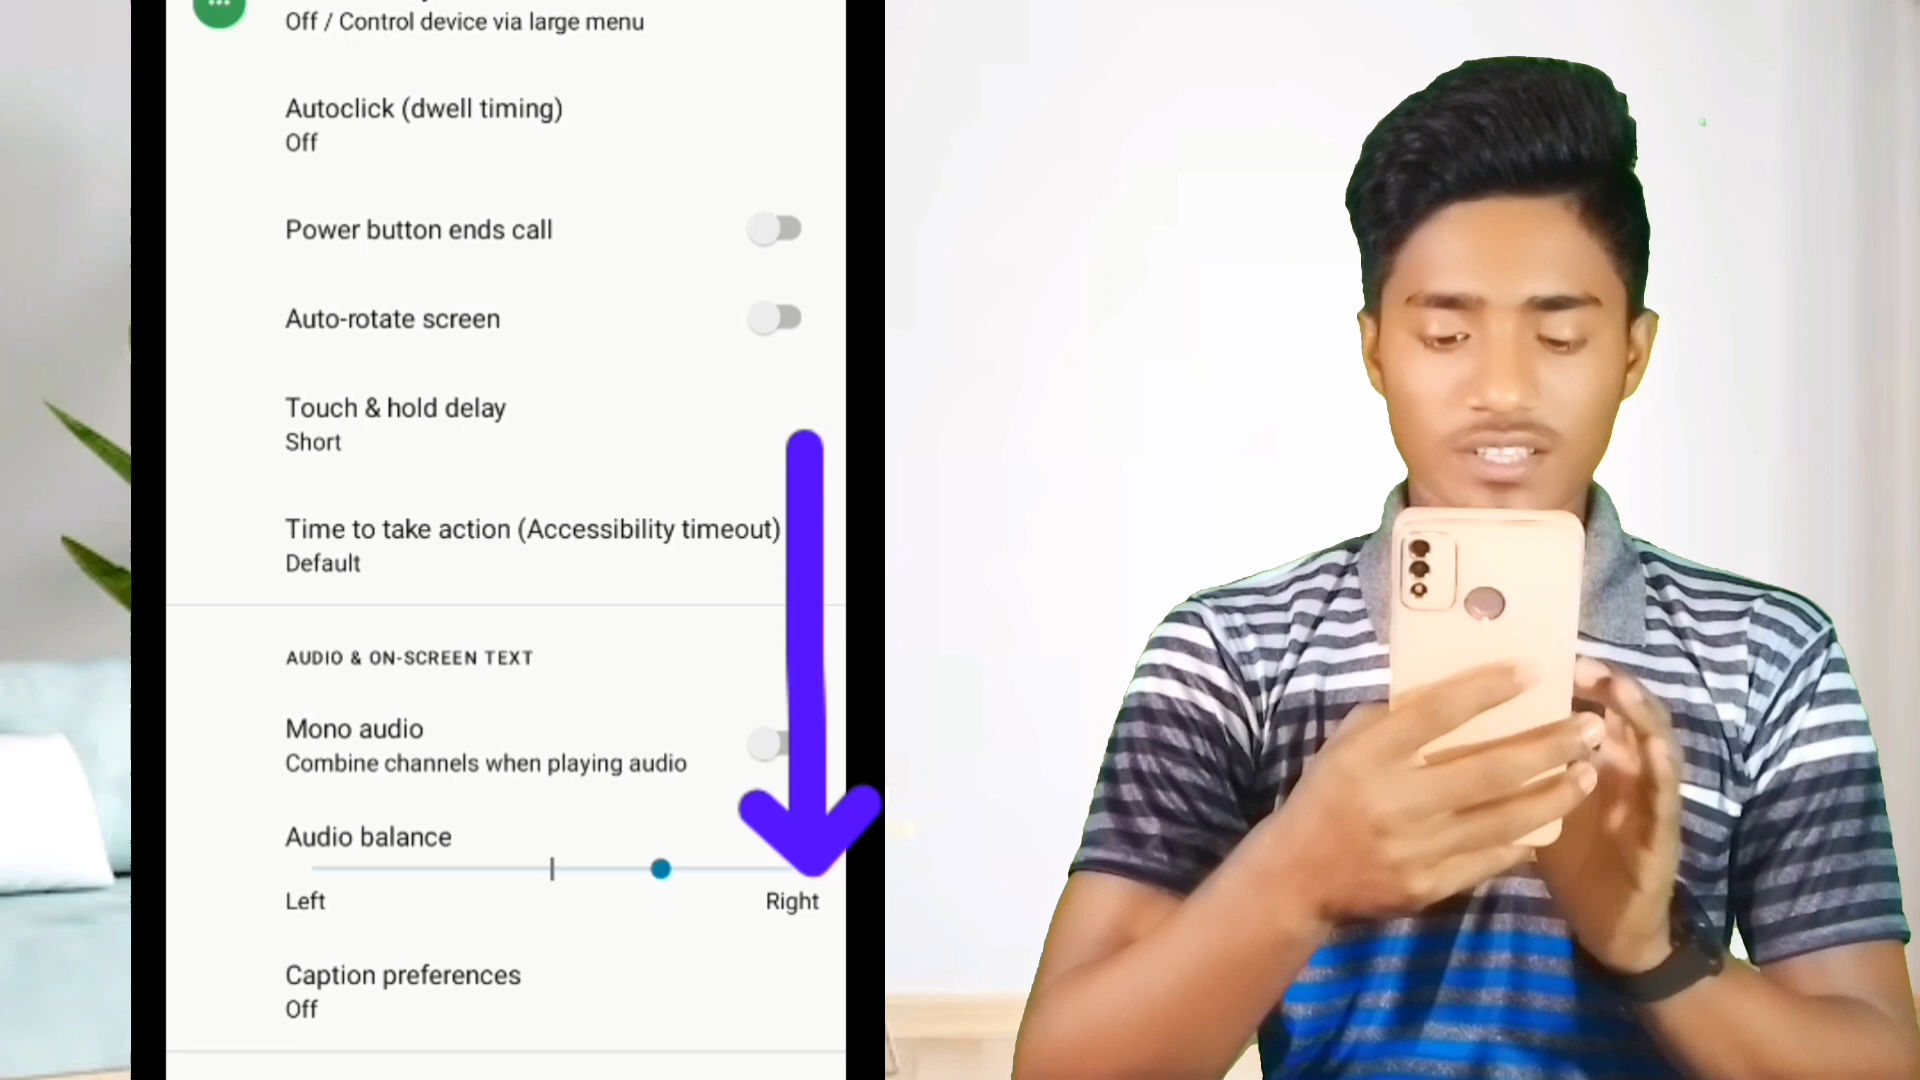 Off / Control device via large menu
Autoclick (dwell timing)
Off
Power button ends call
Auto-rotate screen
Touch & hold delay
Short
Time to take action (Accessibility timeout)
Default
AUDIO & ON-SCREEN TEXT
Mono audio
Combine channels when playing audio
Audio balance
Left
Right
Caption preferences
Off